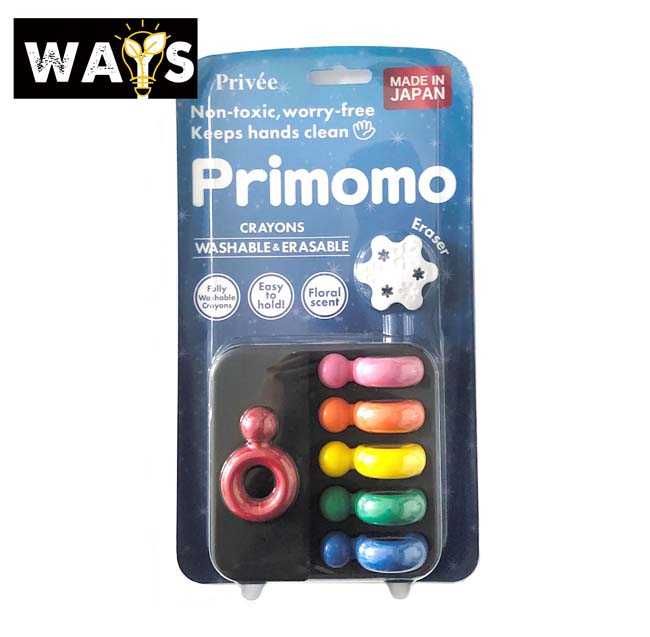 WAYS
Privée
MADE IN
JAPAN
Non-toxic, worry-free
Keeps hands clean
Primomo
CRAYONS
WASHABLE & ERASABLE
Eraser
Fully
Washable
Crayons
Easy
to
hold!
Floral
scent